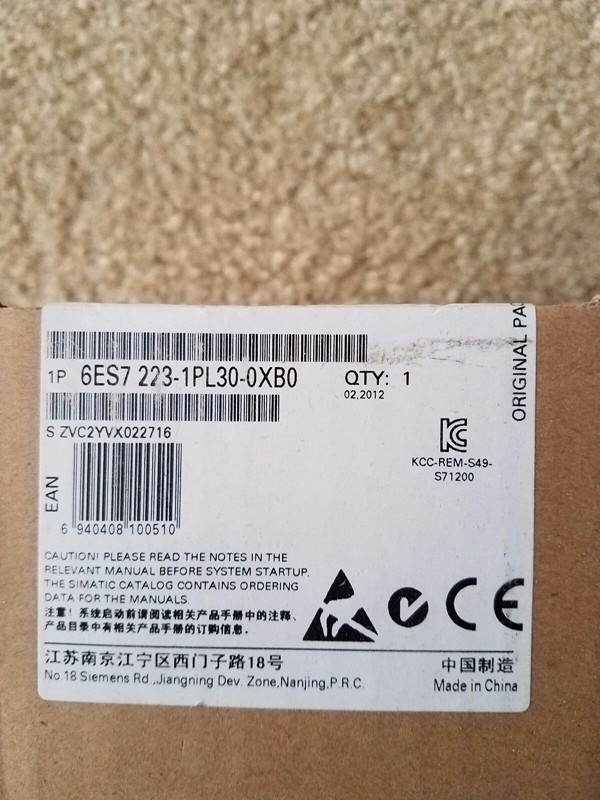 1P 6ES7 223-1PL30-0XB0
QTY: 1
02.2012
S ZVC2YVX022716
ORIGINAL
KCC-REM-S49-
S71200
EAN
6 940408 100510
CAUTION! PLEASE READ THE NOTES IN THE
RELEVANT MANUAL BEFORE SYSTEM STARTUP.
THE SIMATIC CATALOG CONTAINS ORDERING
DATA FOR THE MANUALS.
注意！系统启动前请阅读相关产品手册中的注释、
产品目录中有相关产品手册的订购信息．
CE
江苏南京江宁区西门子路18号
中国制造
No.18 Siemens Rd.,Jiangning Dev. Zone,Nanjing,P.R.C.
Made in China